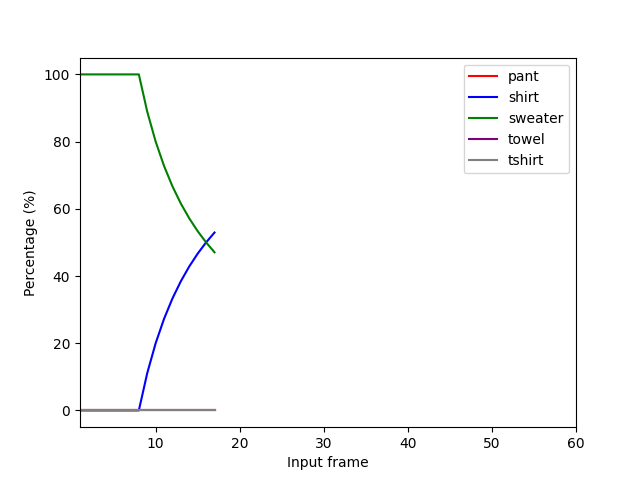 100
80
60
40
20
0
Percentage (%)
10 20 30 40 50 60
Input frame
pant
shirt
sweater
towel
tshirt